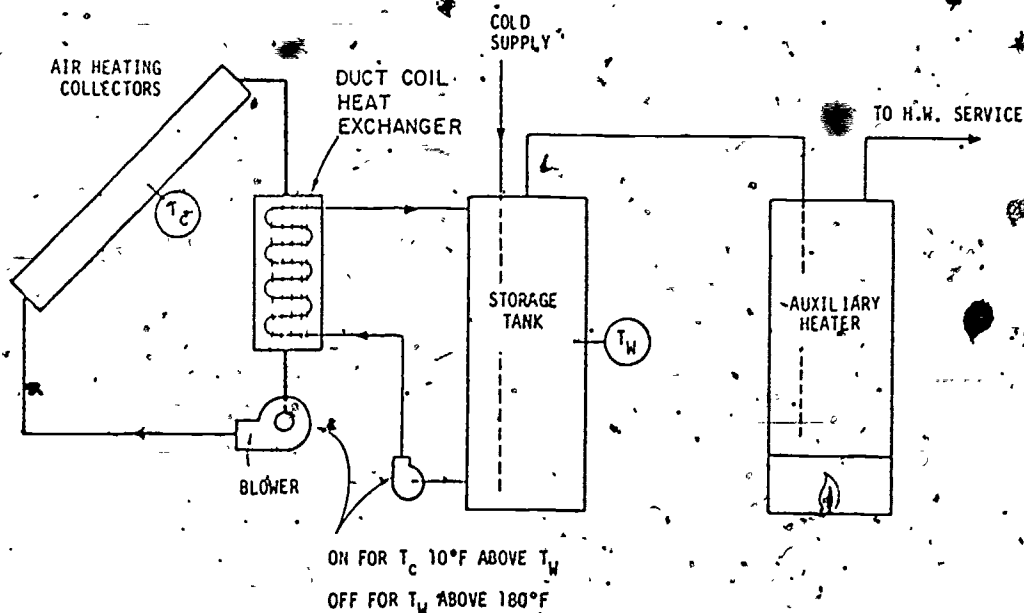 COLD
SUPPLY
AIR HEATING
COLLECTORS
DUCT COIL
HEAT
EXCHANGER
TO H.W. SERVICE
T_C
STORAGE
TANK
AUXILIARY
HEATER
T_W
BLOWER
ON FOR T_C 10°F ABOVE T_W
OFF FOR T_W ABOVE 180°F